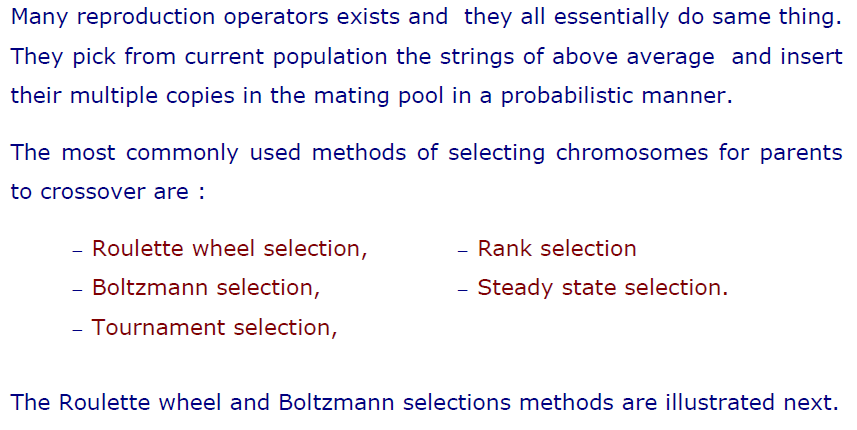 Many reproduction operators exists and they all essentially do same thing.
They pick from current population the strings of above average and insert
their multiple copies in the mating pool in a probabilistic manner.
The most commonly used methods of selecting chromosomes for parents
to crossover are :
– Roulette wheel selection, – Rank selection
– Boltzmann selection, – Steady state selection.
– Tournament selection,
The Roulette wheel and Boltzmann selections methods are illustrated next.